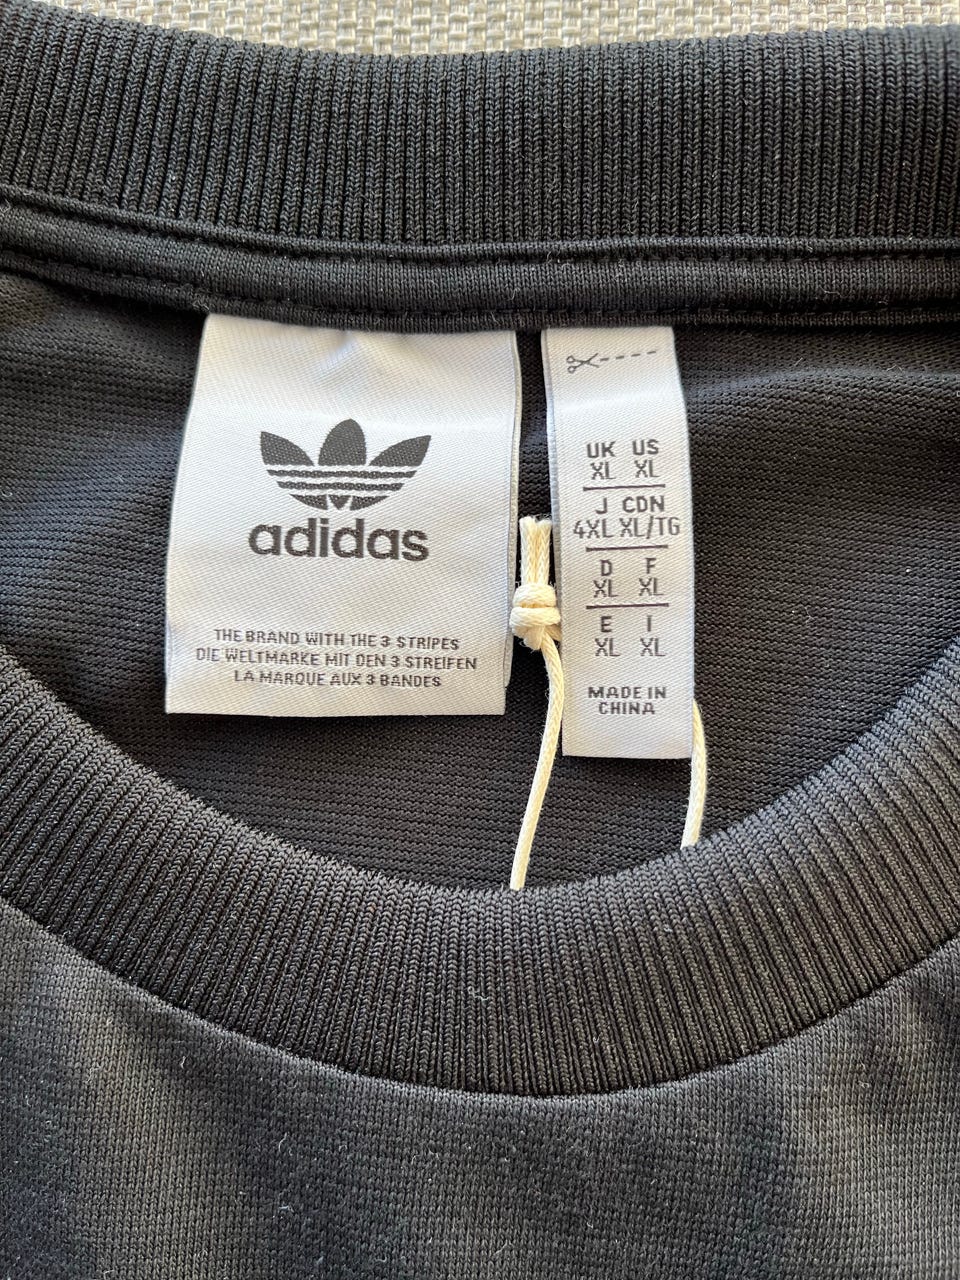 adidas
THE BRAND WITH THE 3 STRIPES
DIE WELTMARKE MIT DEN 3 STREIFEN
LA MARQUE AUX 3 BANDES
UK US
XL XL
J CDN
4XL XL/TG
D F
XL XL
E I
XL XL
MADE IN
CHINA